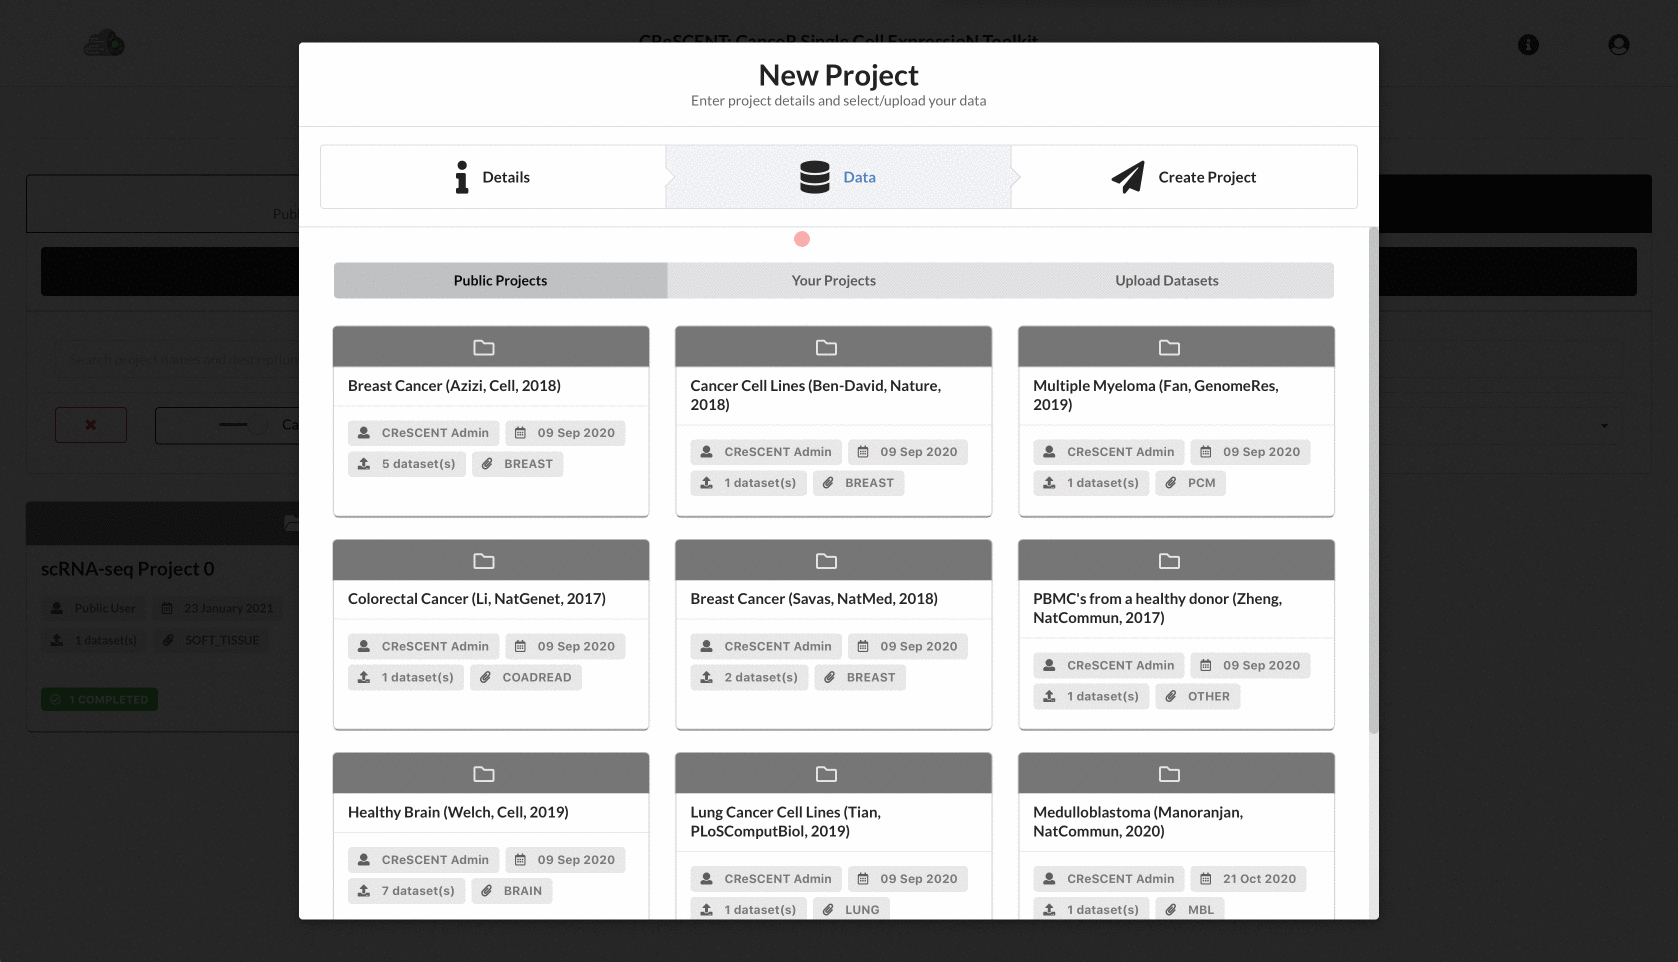 CReSCENT: CanceR Single Cell ExpressioN Toolkit
New Project
Enter project details and select/upload your data
Details
Data
Create Project
Public Projects
Your Projects
Upload Datasets
Breast Cancer (Azizi, Cell, 2018)
CReSCENT Admin
09 Sep 2020
5 dataset(s)
BREAST
Cancer Cell Lines (Ben-David, Nature,
2018)
CReSCENT Admin
09 Sep 2020
1 dataset(s)
BREAST
Multiple Myeloma (Fan, GenomeRes,
2019)
CReSCENT Admin
09 Sep 2020
1 dataset(s)
PCM
Colorectal Cancer (Li, NatGenet, 2017)
CReSCENT Admin
09 Sep 2020
1 dataset(s)
COADREAD
Breast Cancer (Savas, NatMed, 2018)
CReSCENT Admin
09 Sep 2020
2 dataset(s)
BREAST
PBMC's from a healthy donor (Zheng,
NatCommun, 2017)
CReSCENT Admin
09 Sep 2020
1 dataset(s)
OTHER
Healthy Brain (Welch, Cell, 2019)
CReSCENT Admin
09 Sep 2020
7 dataset(s)
BRAIN
Lung Cancer Cell Lines (Tian,
PLoSComputBiol, 2019)
CReSCENT Admin
09 Sep 2020
1 dataset(s)
LUNG
Medulloblastoma (Manoranjan,
NatCommun, 2020)
CReSCENT Admin
21 Oct 2020
1 dataset(s)
MBL
Search project names and description
scRNA-seq Project 0
Public User
23 January 2021
1 dataset(s)
SOFT_TISSUE
1 COMPLETED